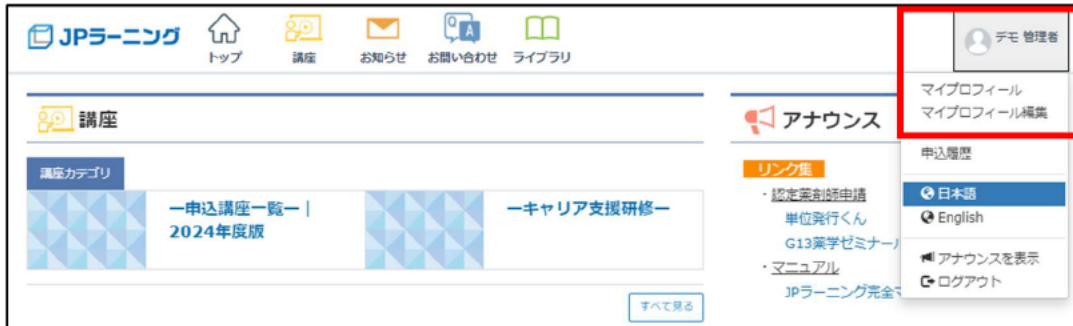 JPラーニング
トップ
講座
お知らせ
お問い合わせ
ライブラリ
デモ 管理者
マイプロフィール
マイプロフィール編集
申込履歴
日本語
English
アナウンスを表示
ログアウト
講座
講座カテゴリ
ー申込講座一覧ー |
2024年度版
ーキャリア支援研修ー
すべて見る
アナウンス
リンク集
・認定薬剤師申請
単位発行くん
G13薬学ゼミナール
・マニュアル
JPラーニング完全